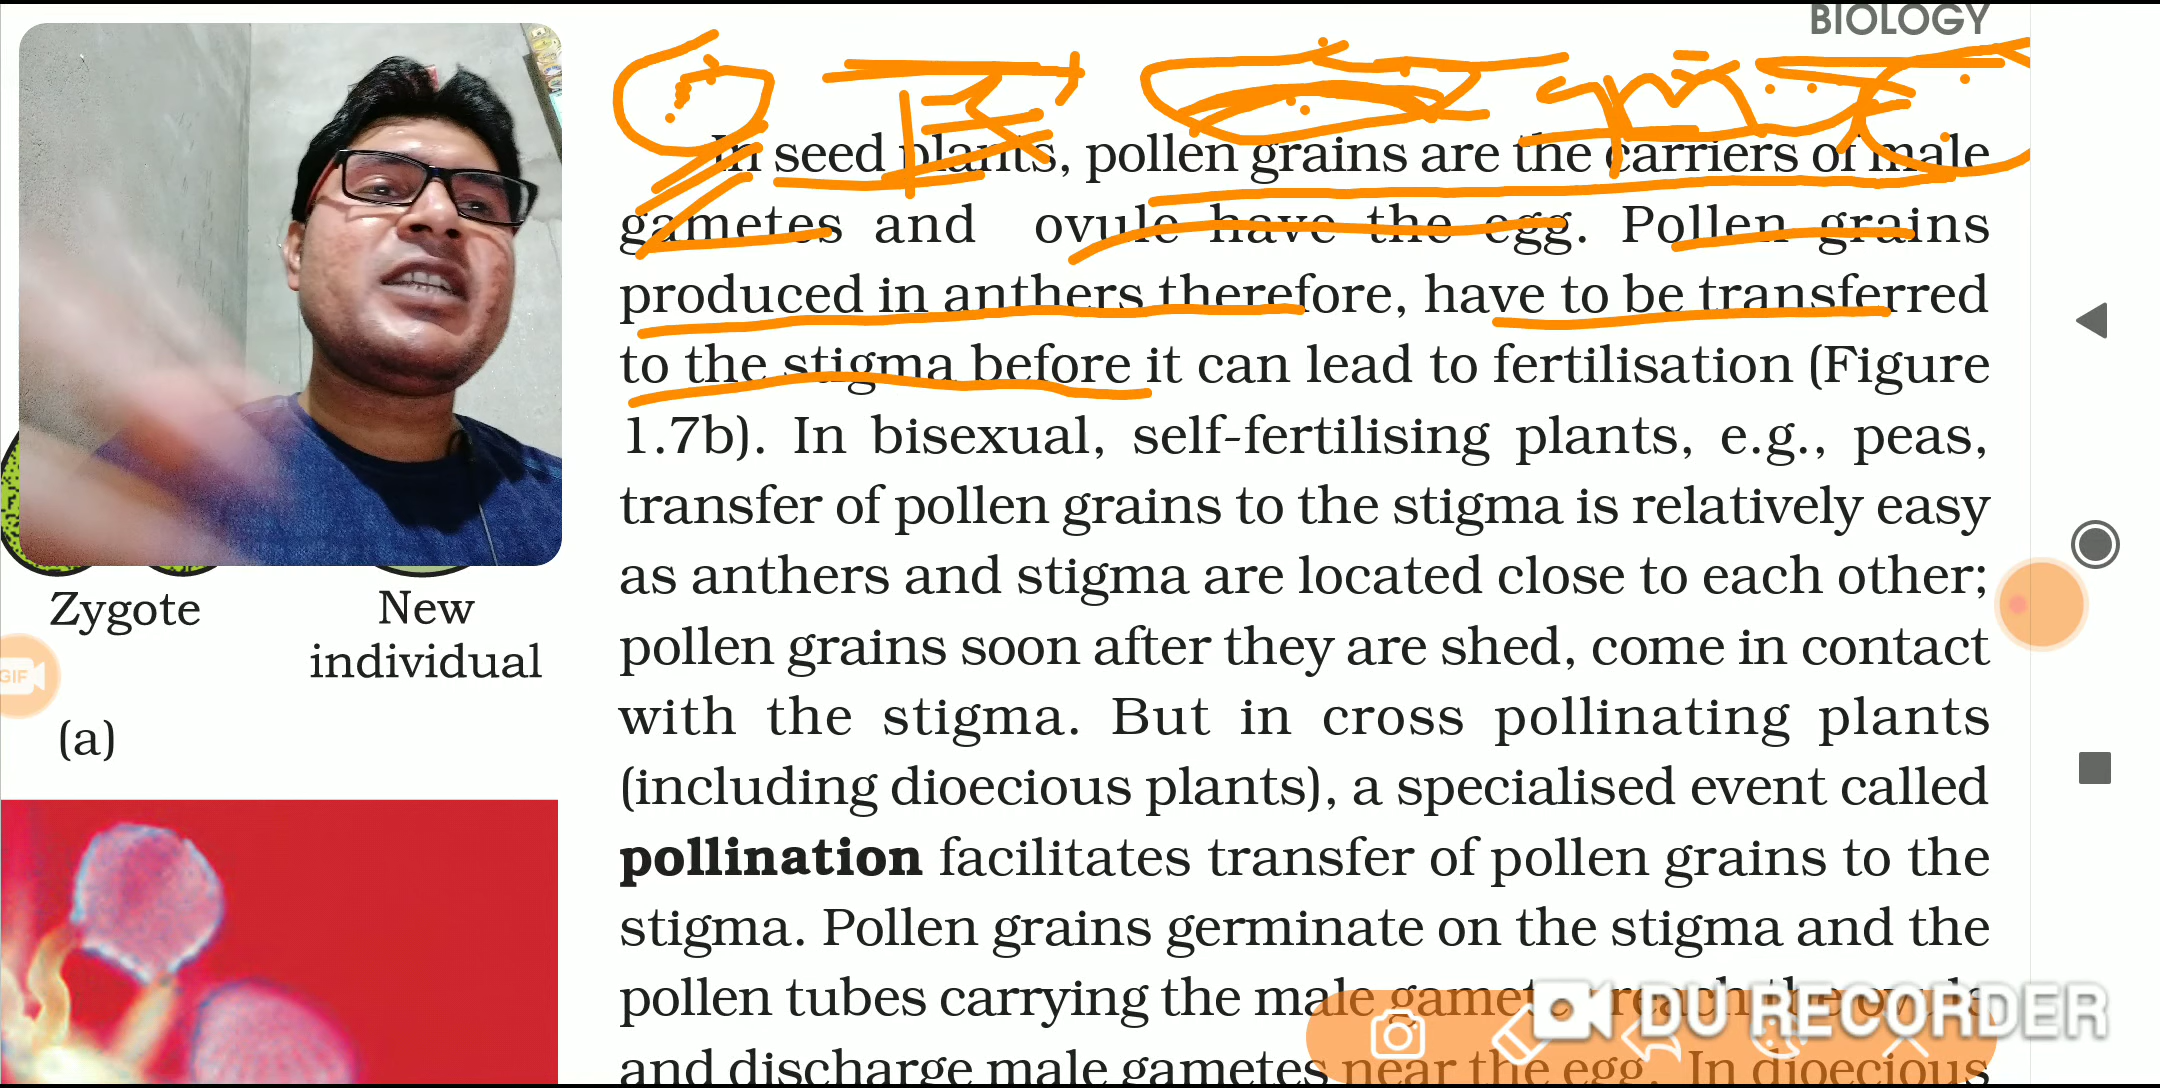 BIOLOGY
In seed plants, pollen grains are the carriers of male
gametes and ovule have the egg. Pollen grains
produced in anthers therefore, have to be transferred
to the stigma before it can lead to fertilisation (Figure
1.7b). In bisexual, self-fertilising plants, e.g., peas,
transfer of pollen grains to the stigma is relatively easy
as anthers and stigma are located close to each other;
pollen grains soon after they are shed, come in contact
with the stigma. But in cross pollinating plants
(including dioecious plants), a specialised event called
pollination facilitates transfer of pollen grains to the
stigma. Pollen grains germinate on the stigma and the
pollen tubes carrying the male gametes reach the ovule
and discharge male gametes near the egg. In dioecious
Zygote
New
individual
(a)
GIF
DU RECORDER